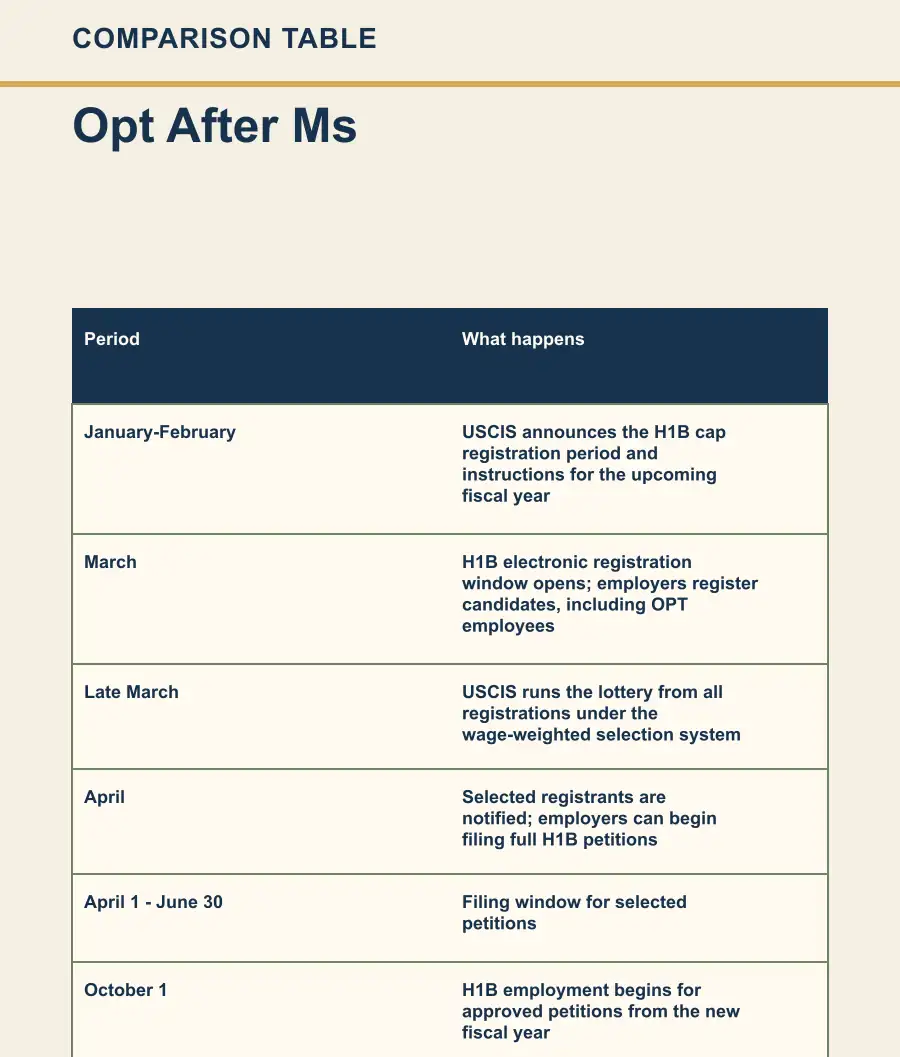 COMPARISON TABLE
Opt After Ms
Period
What happens
January-February
USCIS announces the H1B cap
registration period and
instructions for the upcoming
fiscal year
March
H1B electronic registration
window opens; employers register
candidates, including OPT
employees
Late March
USCIS runs the lottery from all
registrations under the
wage-weighted selection system
April
Selected registrants are
notified; employers can begin
filing full H1B petitions
April 1 - June 30
Filing window for selected
petitions
October 1
H1B employment begins for
approved petitions from the new
fiscal year